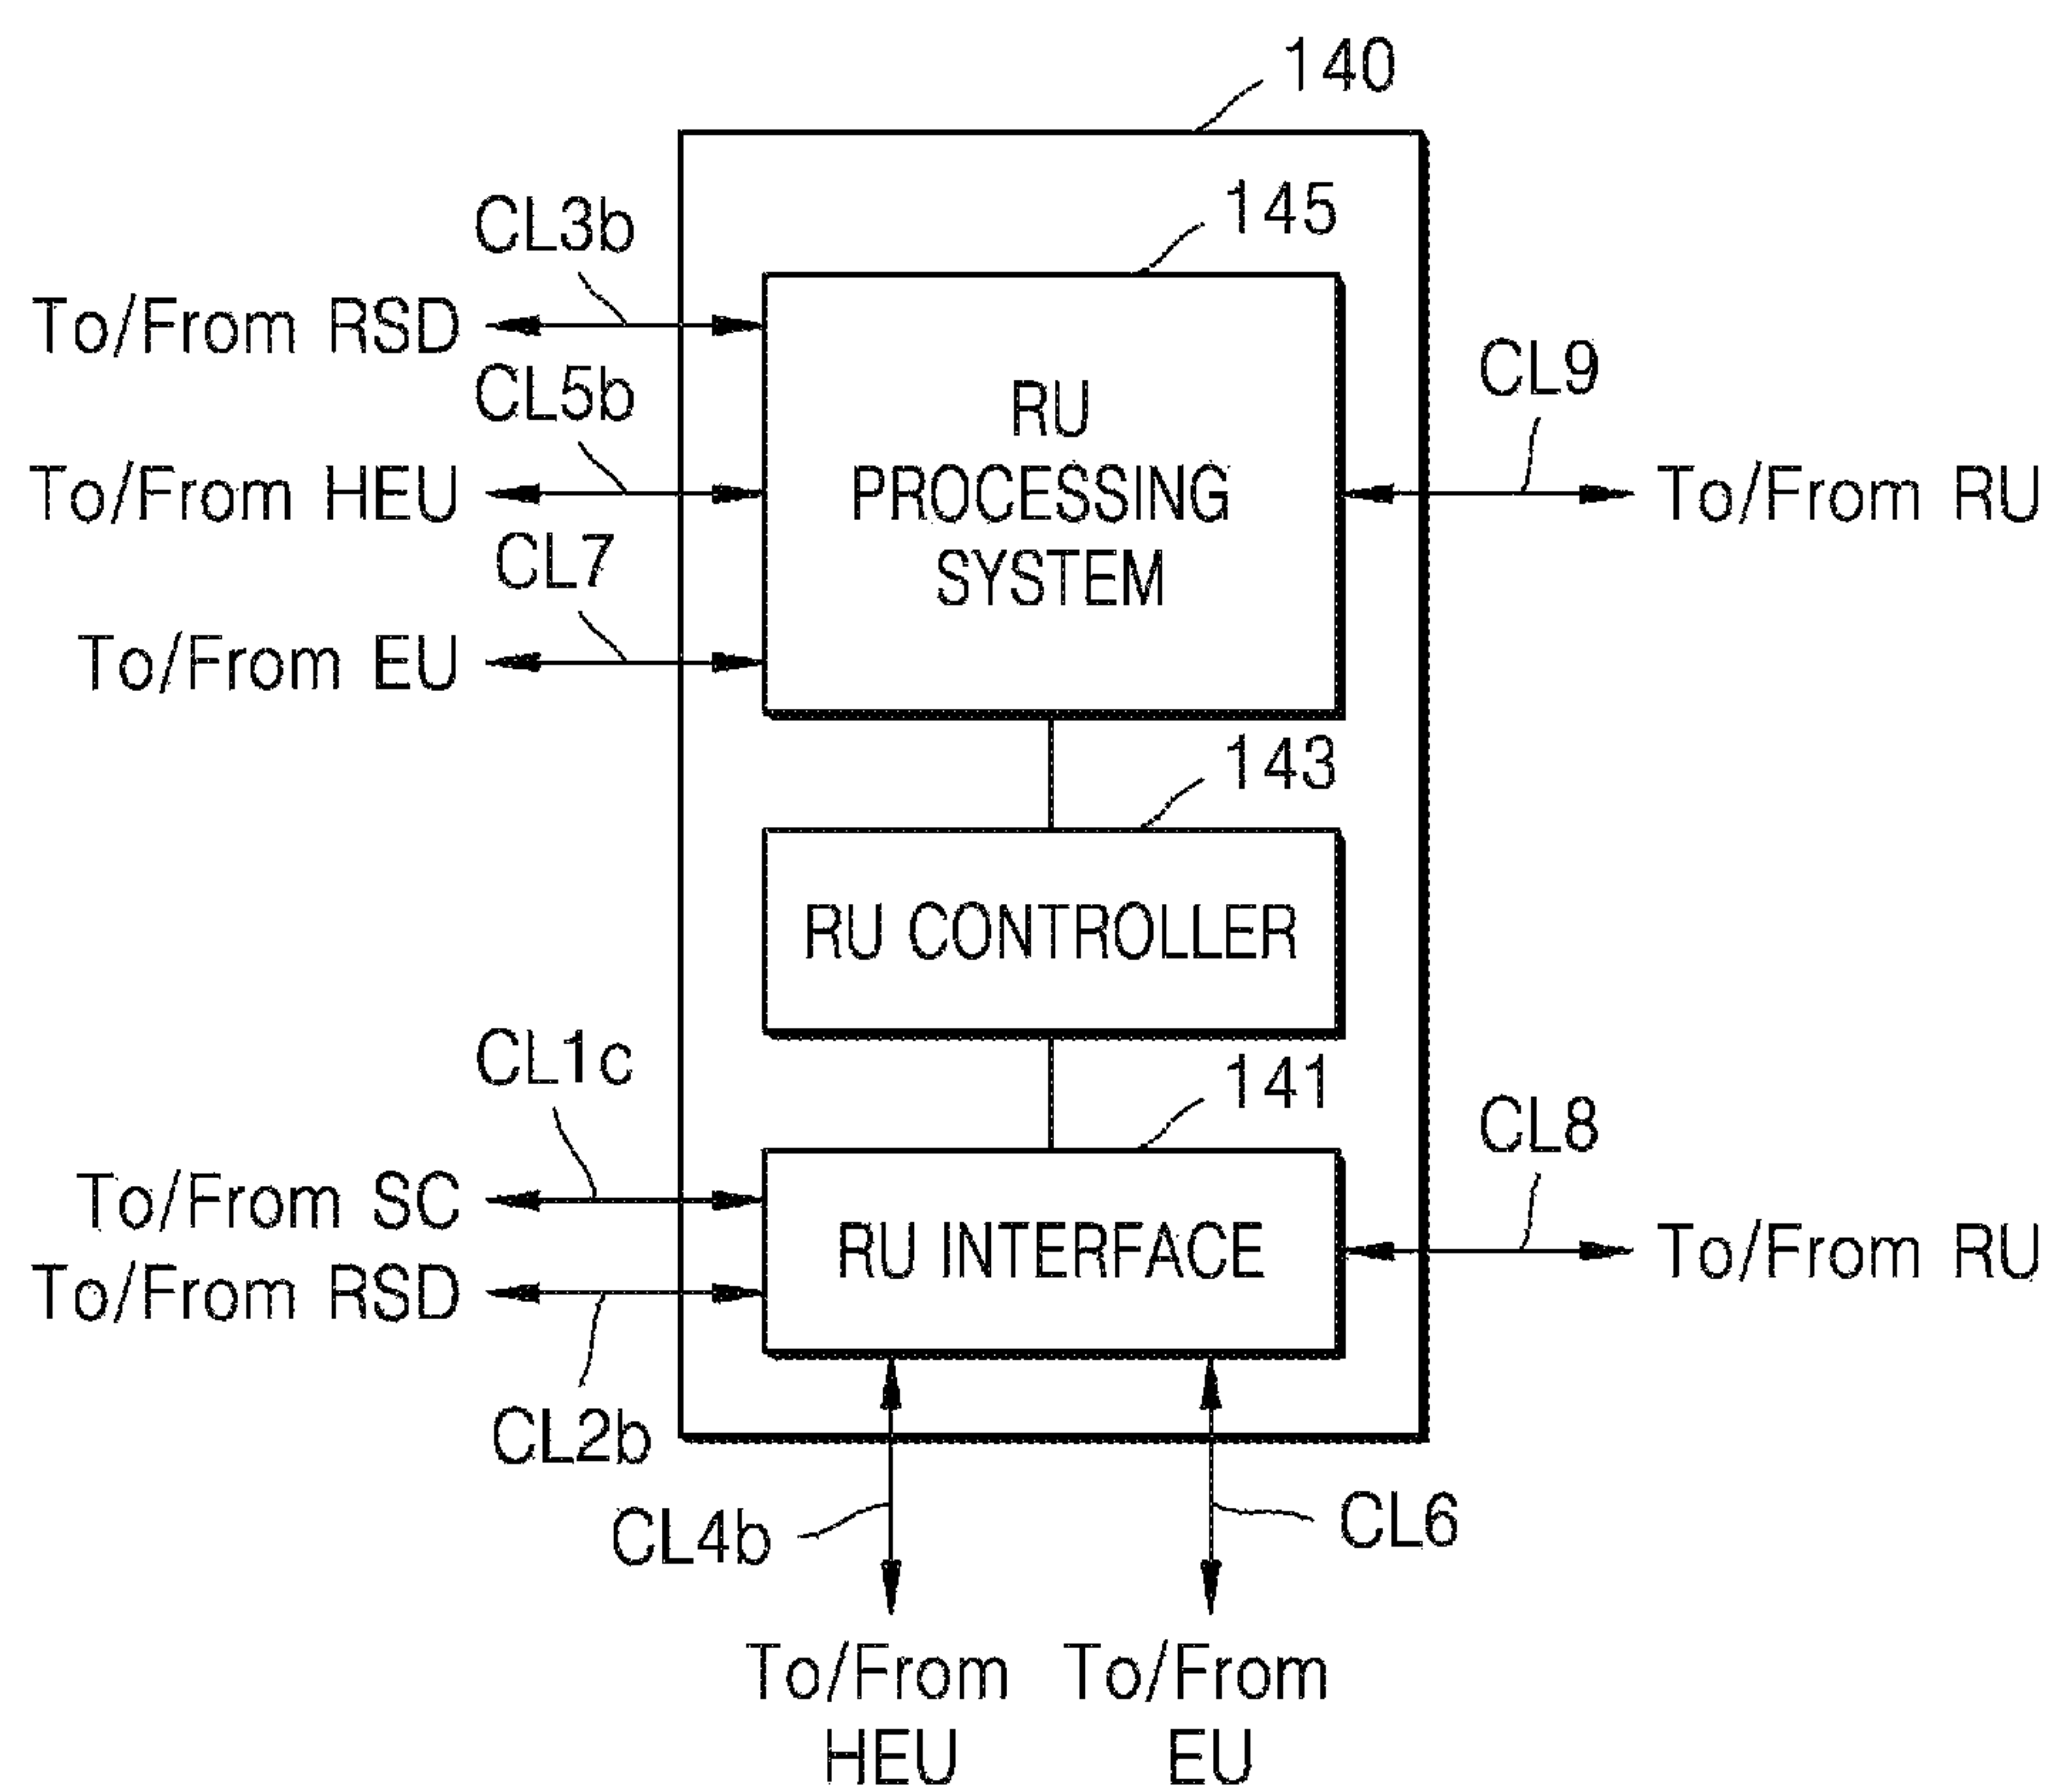 140
145
CL3b
To/From RSD
CL5b
To/From HEU
CL7
To/From EU
RU
PROCESSING
SYSTEM
CL9
To/From RU
143
RU CONTROLLER
141
CL1c
To/From SC
To/From RSD
CL2b
RU INTERFACE
CL8
To/From RU
CL4b
CL6
To/From
HEU
To/From
EU